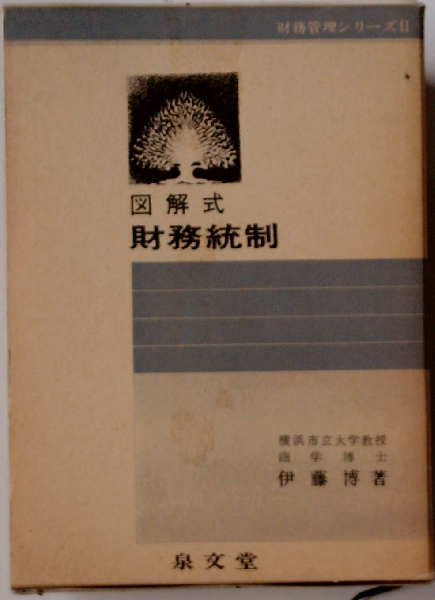 財務管理シリーズⅡ
図解式
財務統制
横浜市立大学教授
商学博士
伊藤博著
泉文堂